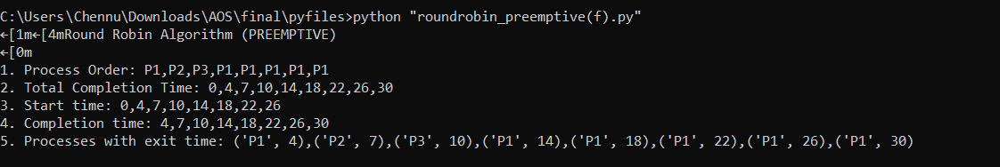 C:\Users\Chennu\Downloads\AOS\final\pyfiles>python "roundrobin_preemptive(f).py"
←[1m←[4mRound Robin Algorithm (PREEMPTIVE)
←[0m
1. Process Order: P1,P2,P3,P1,P1,P1,P1,P1
2. Total Completion Time: 0,4,7,10,14,18,22,26,30
3. Start time: 0,4,7,10,14,18,22,26
4. Completion time: 4,7,10,14,18,22,26,30
5. Processes with exit time: ('P1', 4),('P2', 7),('P3', 10),('P1', 14),('P1', 18),('P1', 22),('P1', 26),('P1', 30)